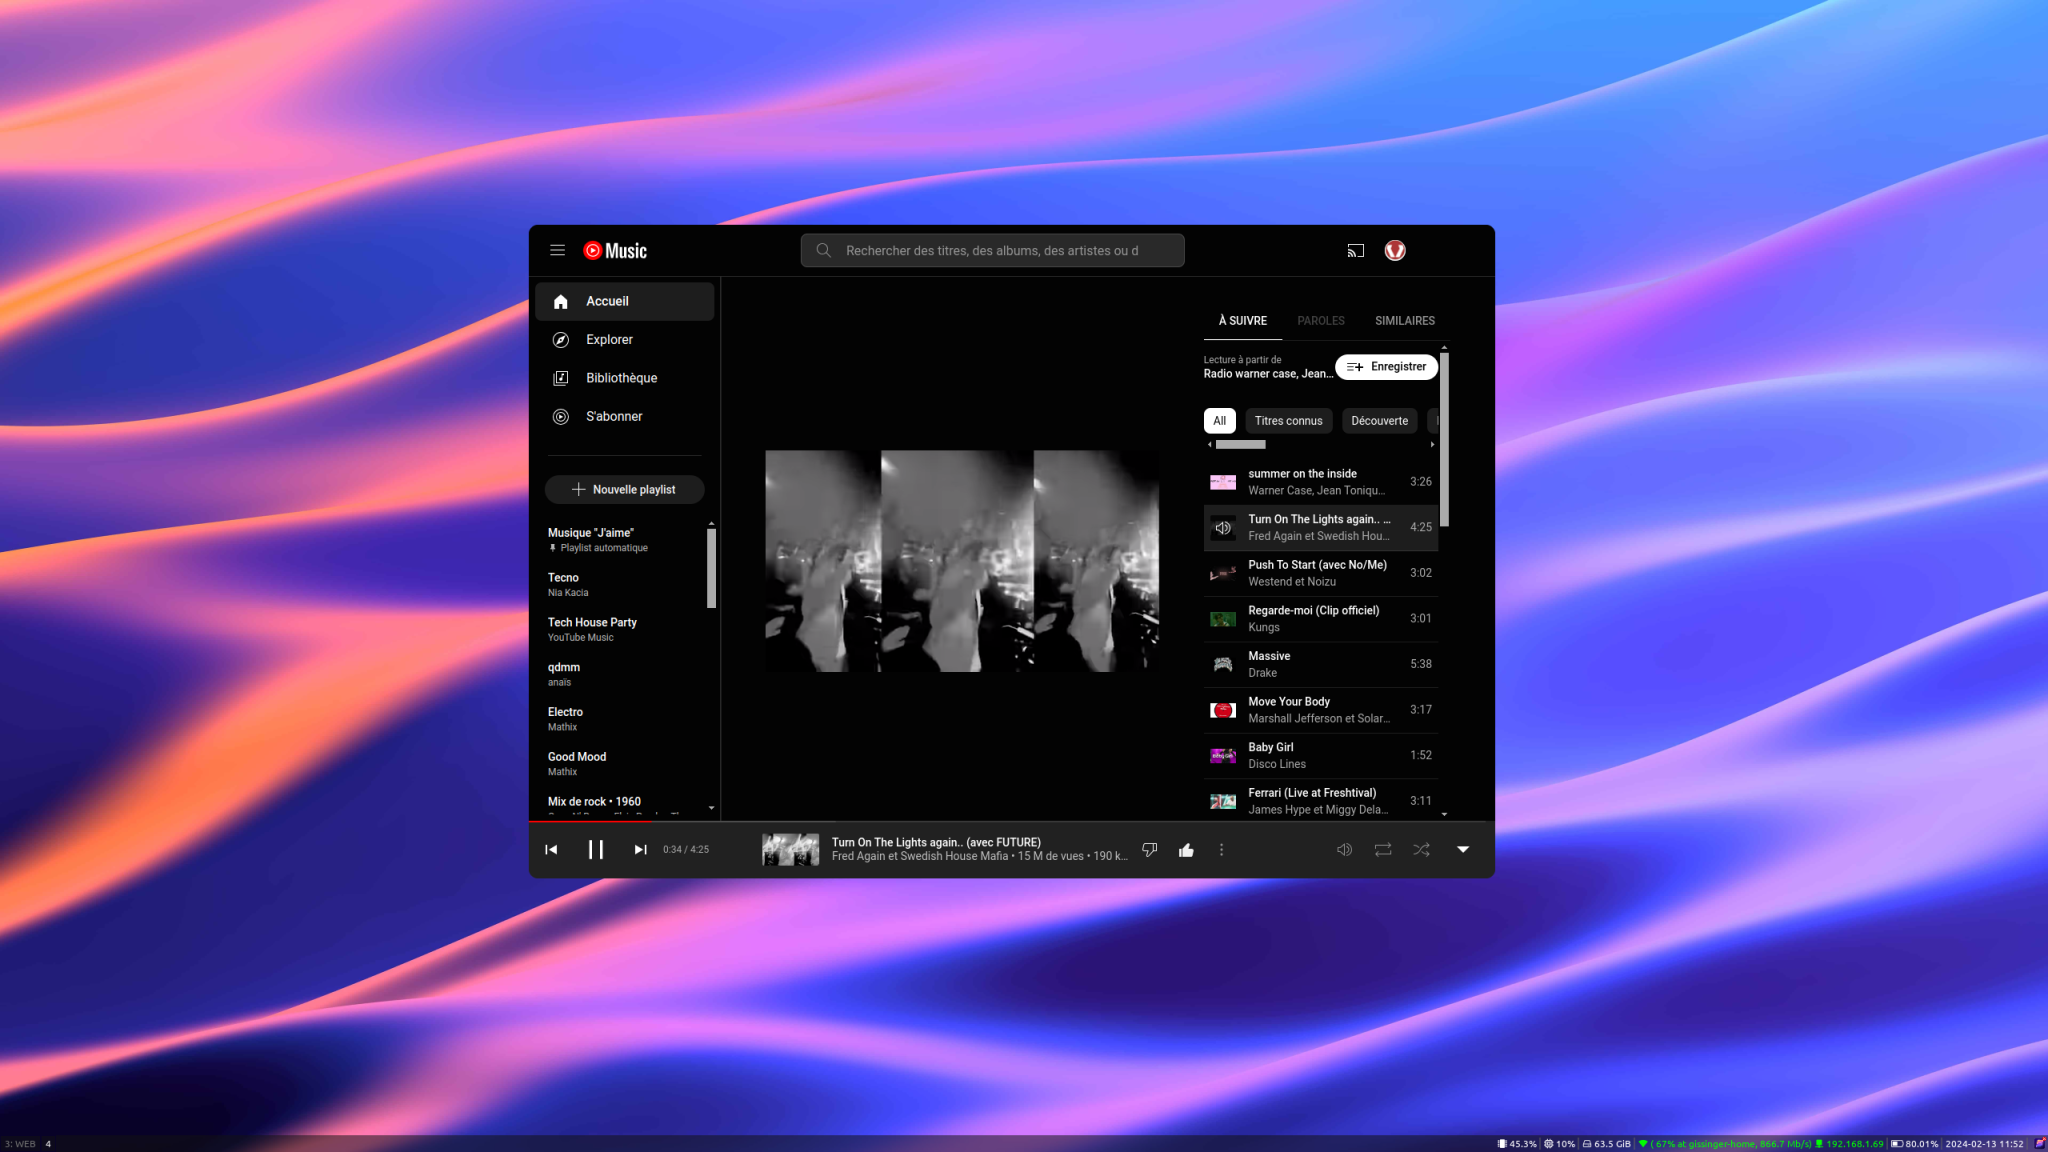 Music
Rechercher des titres, des albums, des artistes ou d
Accueil
Explorer
Bibliothèque
S'abonner
Nouvelle playlist
Musique "J'aime"
Playlist automatique
Tecno
Nia Kacia
Tech House Party
YouTube Music
qdmm
anaïs
Electro
Mathix
Good Mood
Mathix
Mix de rock • 1960
À SUIVRE PAROLES SIMILAIRES
Lecture à partir de
Radio warner case, Jean...
Enregistrer
All Titres connus Découverte
summer on the inside
Warner Case, Jean Toniqu...
3:26
Turn On The Lights again.. ...
Fred Again et Swedish Hou...
4:25
Push To Start (avec No/Me)
Westend et Noizu
3:02
Regarde-moi (Clip officiel)
Kungs
3:01
Massive
Drake
5:38
Move Your Body
Marshall Jefferson et Solar...
3:17
Baby Girl
Disco Lines
1:52
Ferrari (Live at Freshtival)
James Hype et Miggy Dela...
3:11
0:34 / 4:25
Turn On The Lights again.. (avec FUTURE)
Fred Again et Swedish House Mafia • 15 M de vues • 190 k...
3: WEB 4
45.3% 10% 63.5 GiB ( 67% at gissinger-home, 866.7 Mb/s) 192.168.1.69 80.01% 2024-02-13 11:52